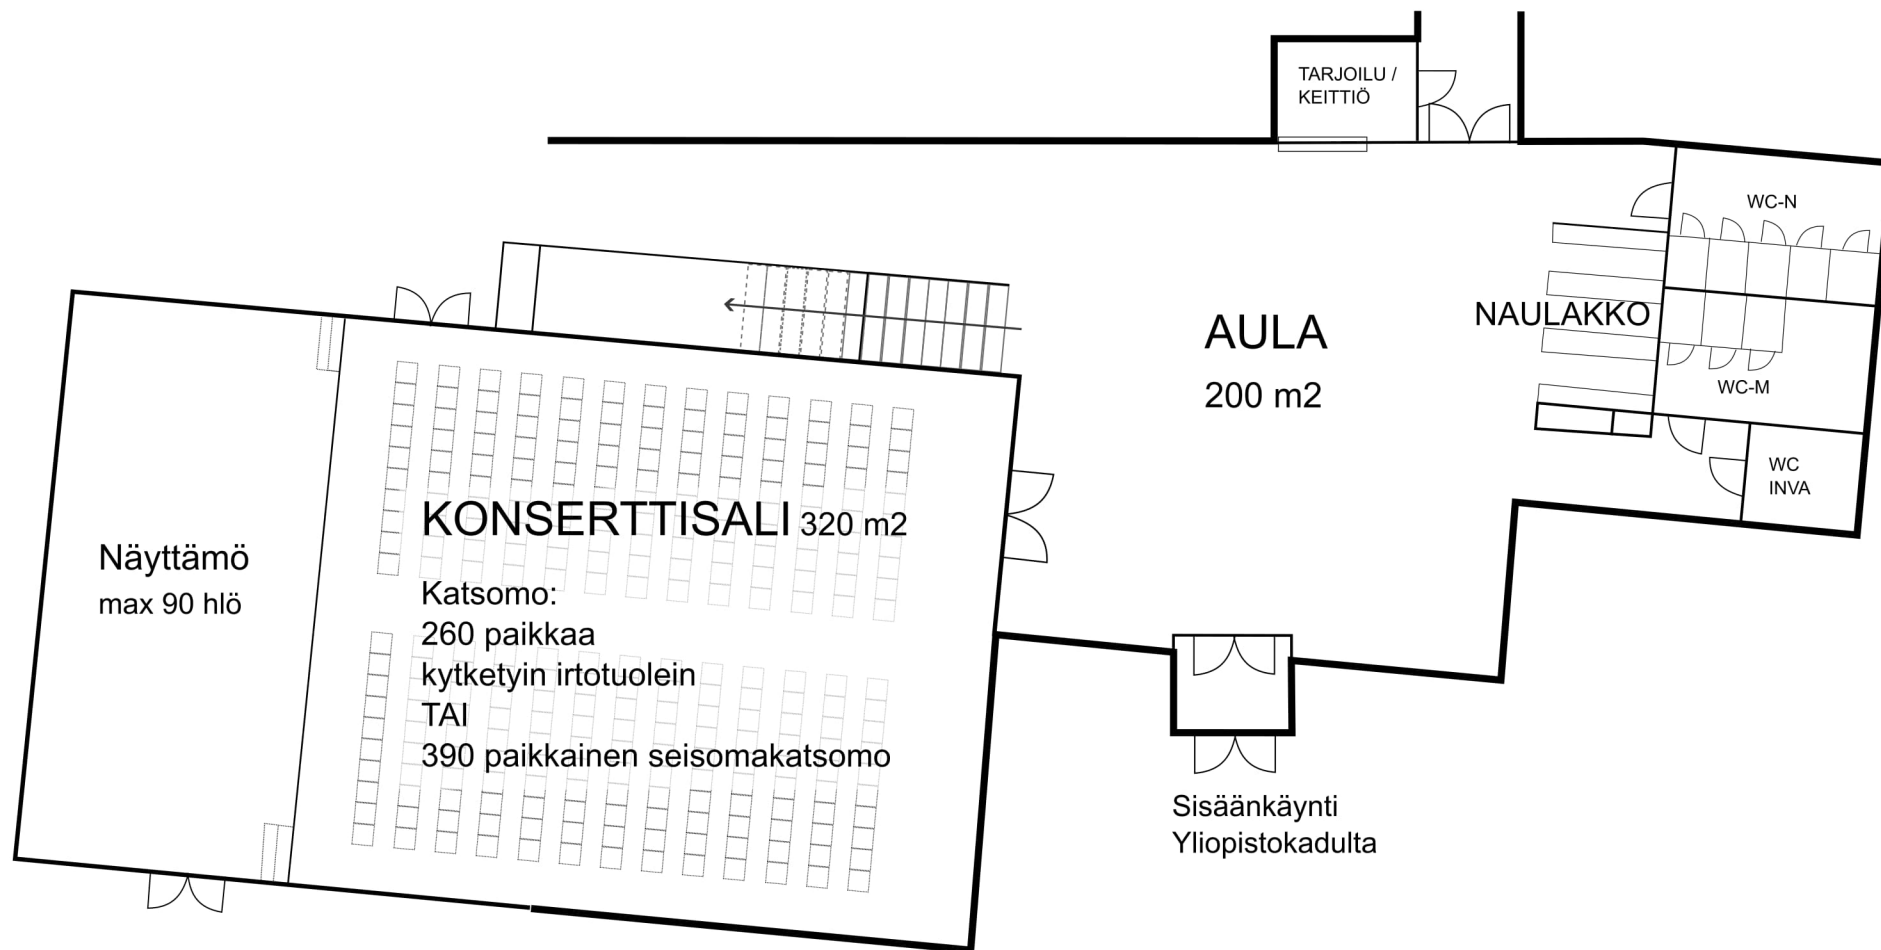 TARJOILU /
KEITTIÖ
WC-N
NAULAKKO
AULA
200 m2
WC-M
WC
INVA
KONSERTTISALI 320 m2
Näyttämö
max 90 hlö
Katsomo:
260 paikkaa
kytketyin irtotuolein
TAI
390 paikkainen seisomakatsomo
Sisäänkäynti
Yliopistokadulta